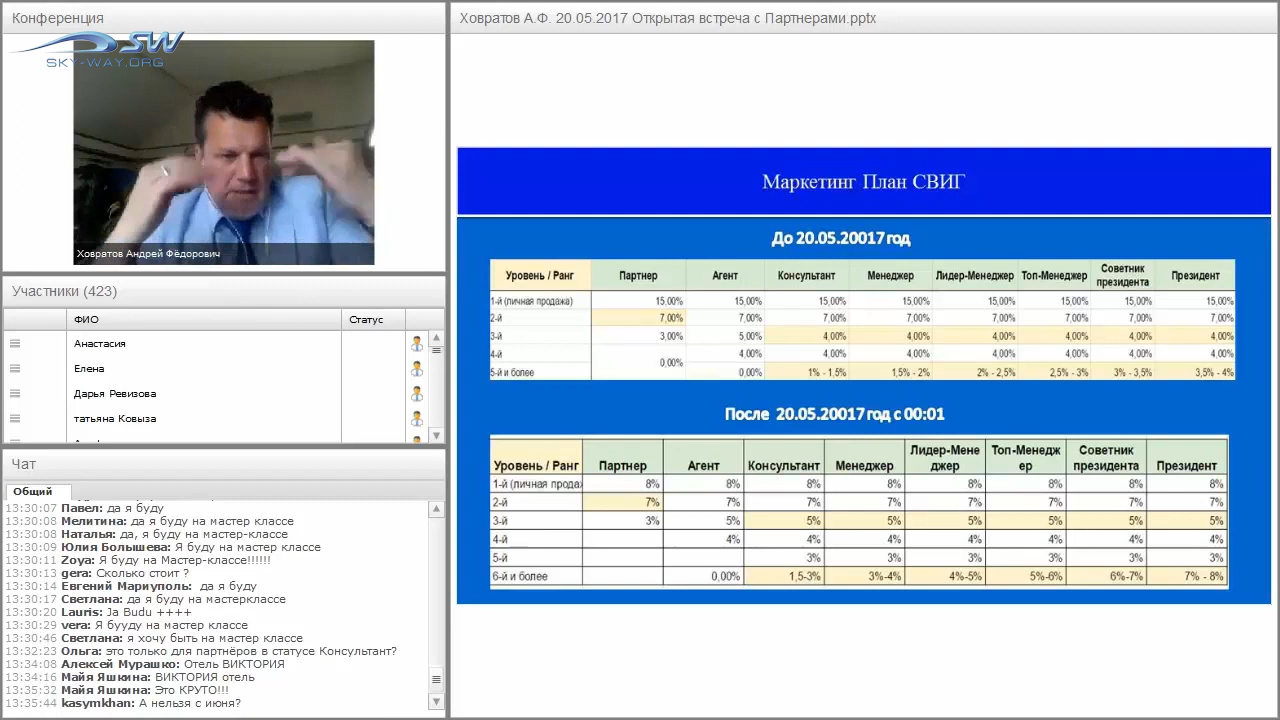 Конференция
SW
SKY-WAY.ORG
Ховратов Андрей Фёдорович
Участники (423)
ФИО Статус
Анастасия
Елена
Дарья Ревизова
татьяна Ковыза
Чат
Общий
13:30:07 Павел: да я буду
13:30:08 Мелитина: да я буду на мастер классе
13:30:08 Наталья: да, я буду на мастер-классе
13:30:09 Юлия Болышева: Я буду на мастер классе
13:30:11 Zoya: Я буду на Мастер-классе!!!!!!
13:30:13 gera: Сколько стоит ?
13:30:14 Евгений Мариуполь: да я буду
13:30:17 Светлана: да я буду на мастерклассе
13:30:20 Lauris: Ja Budu ++++
13:30:29 vera: Я бууду на мастер классе
13:30:46 Светлана: я хочу быть на мастер классе
13:32:23 Ольга: это только для партнёров в статусе Консультант?
13:34:08 Алексей Мурашко: Отель ВИКТОРИЯ
13:34:16 Майя Яшкина: ВИКТОРИЯ отель
13:35:32 Майя Яшкина: Это КРУТО!!!
13:35:44 kasymkhan: А нельзя с июня?
Ховратов А.Ф. 20.05.2017 Открытая встреча с Партнерами.pptx
Маркетинг План СВИГ
До 20.05.20017 год
Уровень / Ранг Партнер Агент Консультант Менеджер Лидер-Менеджер Топ-Менеджер Советник президента Президент
1-й (личная продажа) 15,00% 15,00% 15,00% 15,00% 15,00% 15,00% 15,00% 15,00%
2-й 7,00% 7,00% 7,00% 7,00% 7,00% 7,00% 7,00% 7,00%
3-й 3,00% 5,00% 4,00% 4,00% 4,00% 4,00% 4,00% 4,00%
4-й 0,00% 4,00% 4,00% 4,00% 4,00% 4,00% 4,00% 4,00%
5-й и более 0,00% 1% - 1,5% 1,5% - 2% 2% - 2,5% 2,5% - 3% 3% - 3,5% 3,5% - 4%
После 20.05.20017 год с 00:01
Уровень / Ранг Партнер Агент Консультант Менеджер Лидер-Мене джер Топ-Менедж ер Советник президента Президент
1-й (личная прода 8% 8% 8% 8% 8% 8% 8% 8%
2-й 7% 7% 7% 7% 7% 7% 7% 7%
3-й 3% 5% 5% 5% 5% 5% 5% 5%
4-й 4% 4% 4% 4% 4% 4% 4%
5-й 3% 3% 3% 3% 3% 3%
6-й и более 0,00% 1,5-3% 3%-4% 4%-5% 5%-6% 6%-7% 7% - 8%